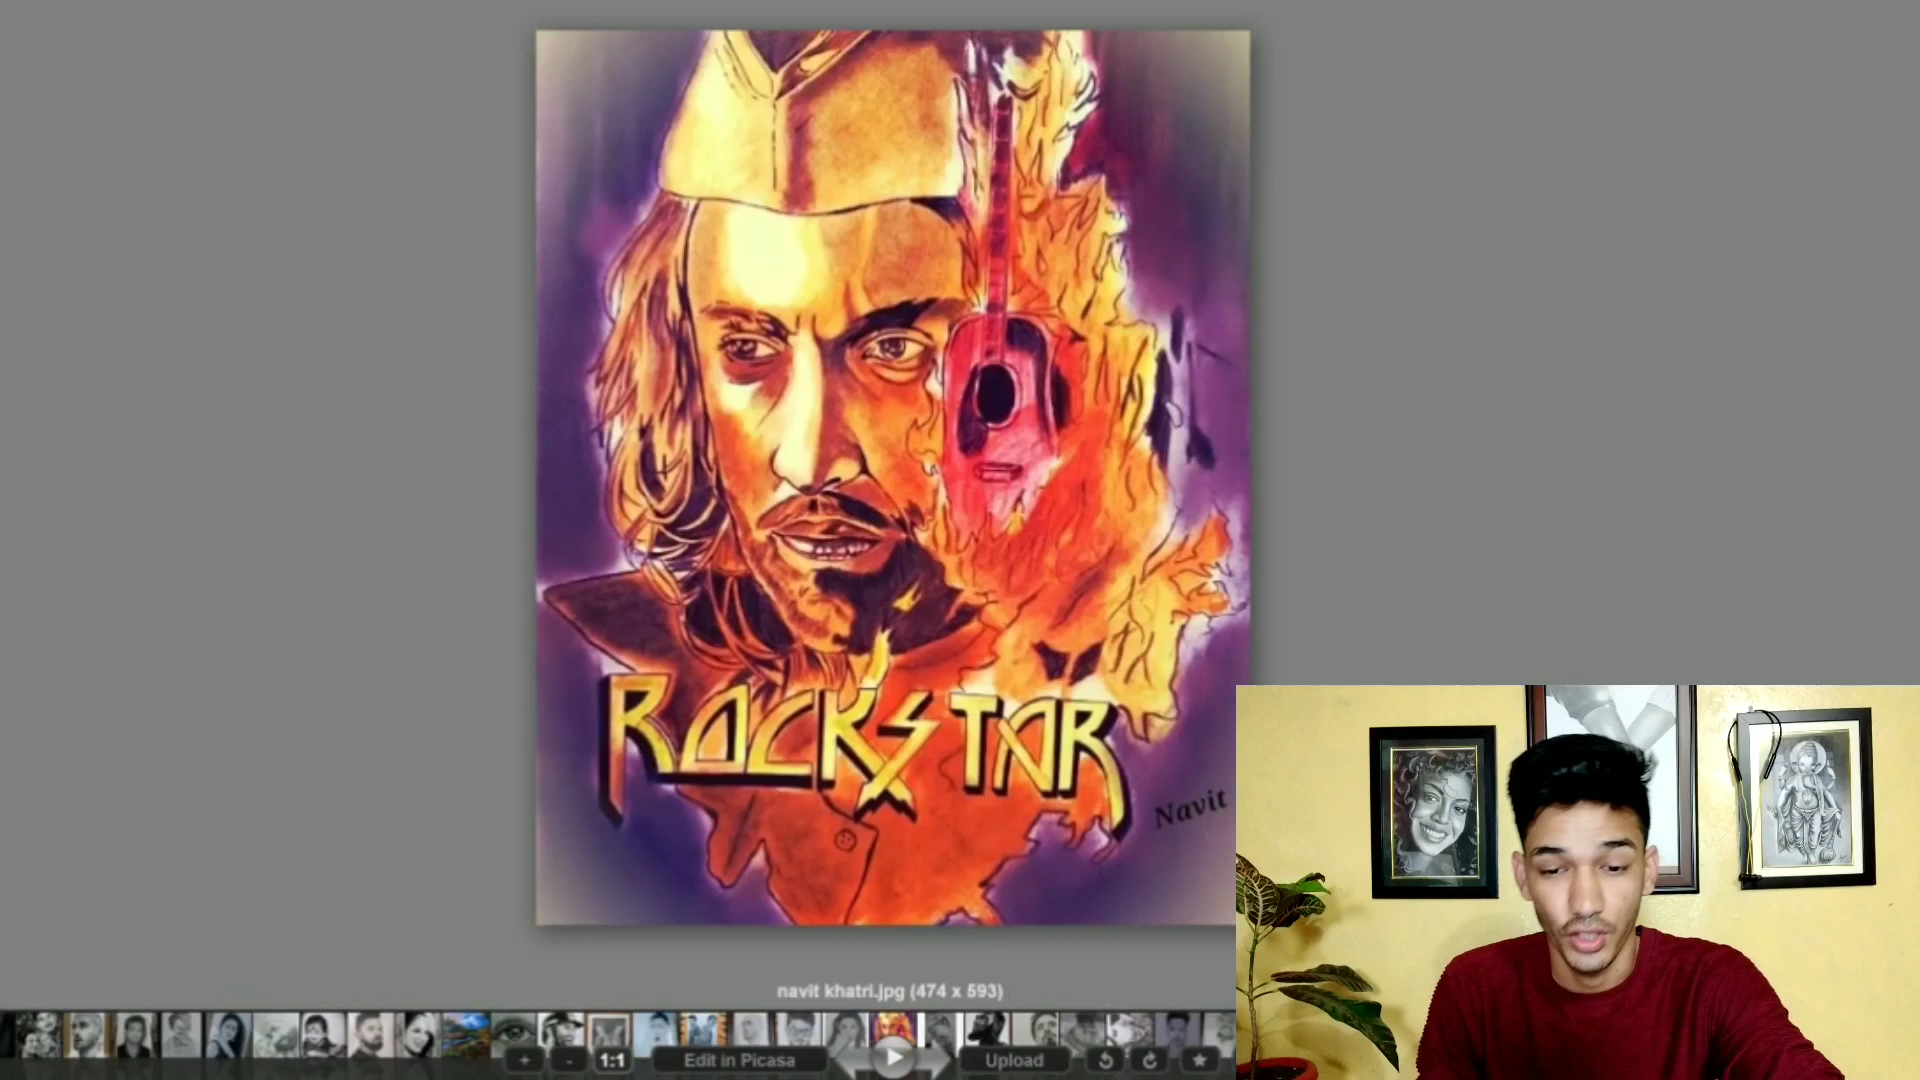 ROCKSTAR
Navit
navit khatri.jpg (474 x 593)
+
-
1:1
Edit in Picasa
Upload